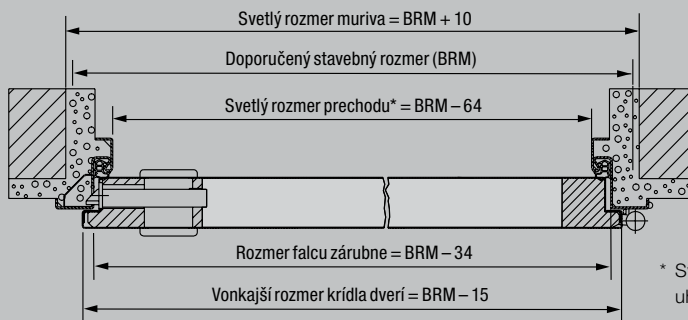 Svetlý rozmer muriva = BRM + 10
Doporučený stavebný rozmer (BRM)
Svetlý rozmer prechodu* = BRM – 64
Rozmer falcu zárubne = BRM – 34
Vonkajší rozmer krídla dverí = BRM – 15
*